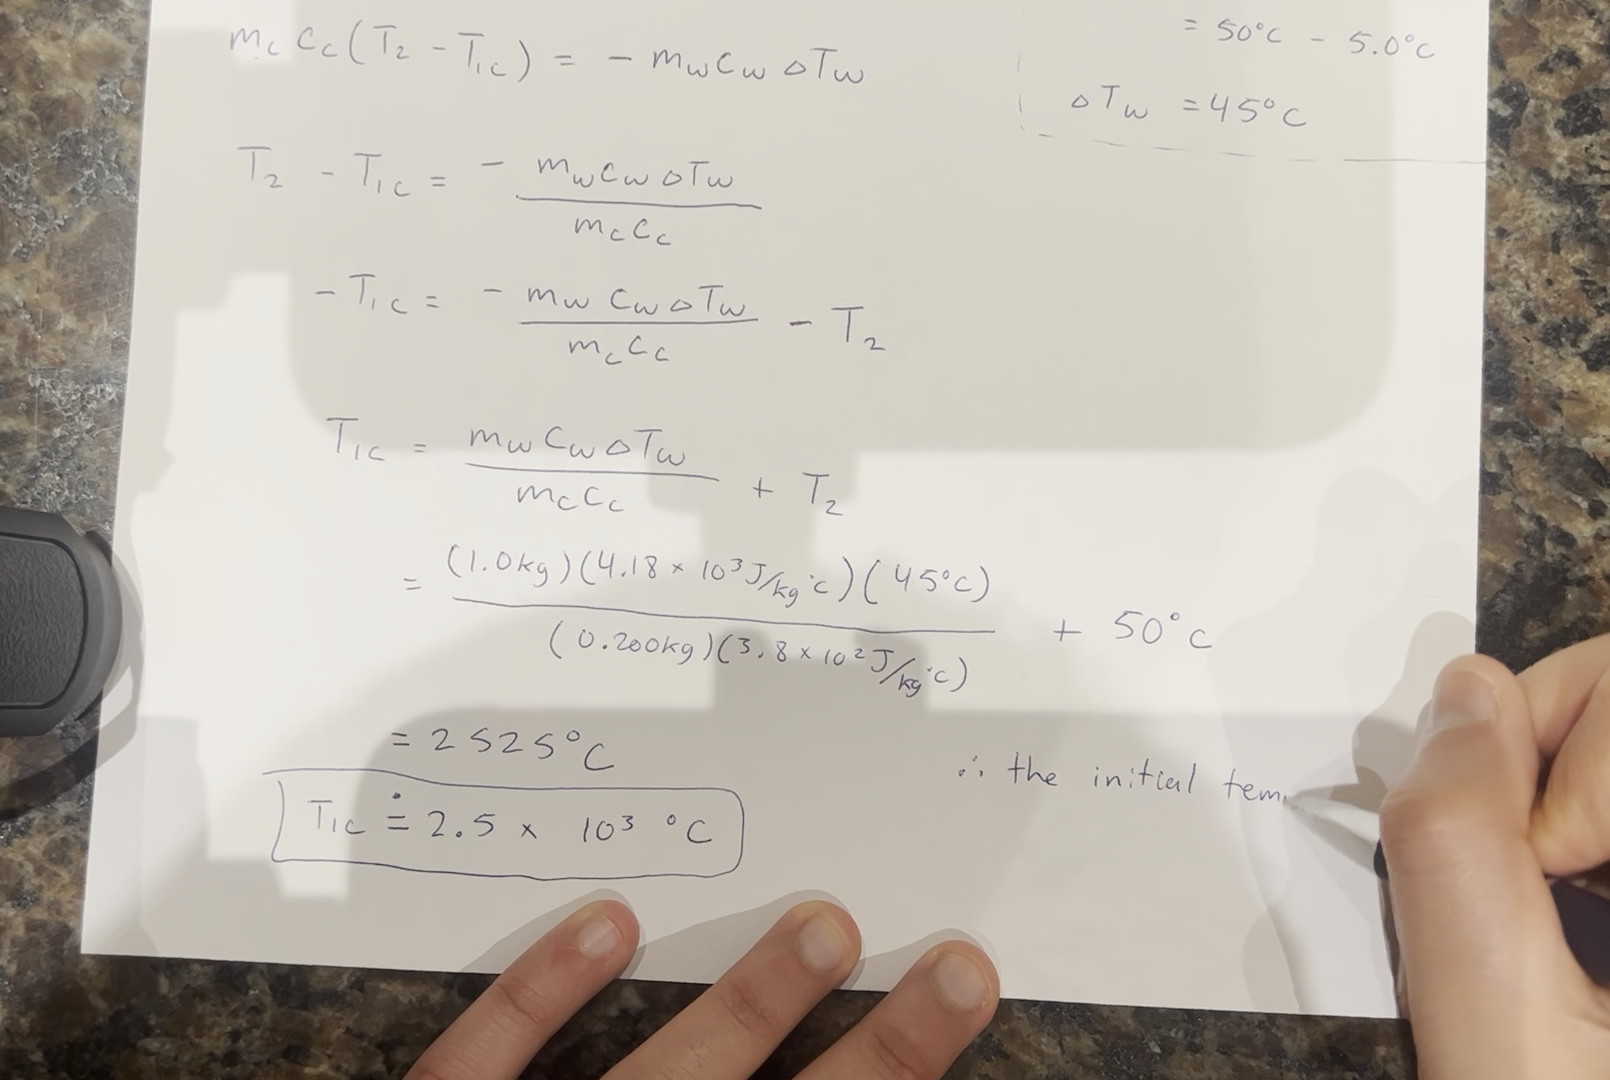 = 50°C - 5.0°C
ΔTw = 45°C
mc Cc (T2 - T1c) = - mw Cw ΔTw
T2 - T1c = - mw Cw ΔTw / mc Cc
- T1c = - mw Cw ΔTw / mc Cc - T2
T1c = mw Cw ΔTw / mc Cc + T2
= (1.0kg)(4.18 × 10³ J/kg·°C)(45°C) / (0.200kg)(3.8 × 10² J/kg·°C) + 50°C
= 2525°C
T1c ≐ 2.5 × 10³ °C
∴ the initial tem